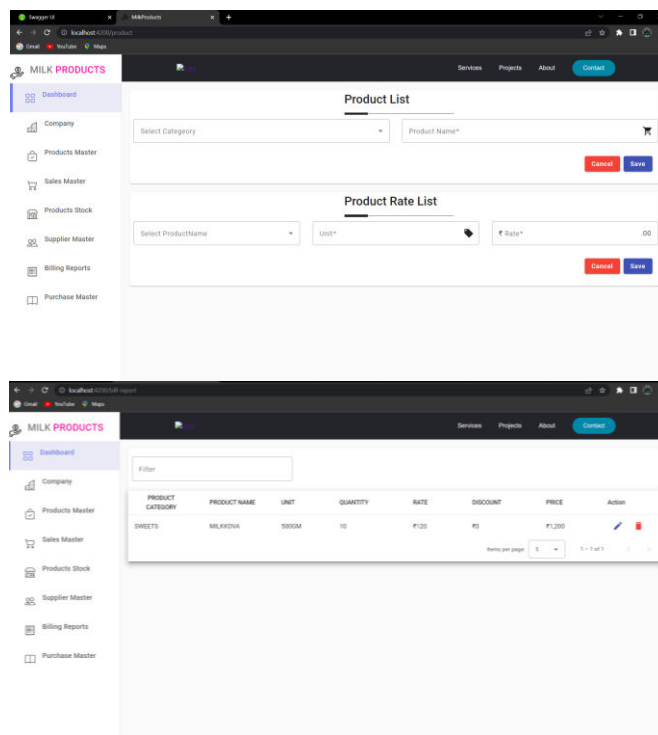 Swagger UI
MilkProducts
localhost:4200/product
Gmail YouTube Maps
MILK PRODUCTS
Services Projects About Contact
Dashboard
Company
Products Master
Sales Master
Products Stock
Supplier Master
Billing Reports
Purchase Master
Product List
Select Categeory
Product Name*
Cancel Save
Product Rate List
Select ProductName
Unit*
₹ Rate*
.00
Cancel Save
localhost:4200/bill-report
Gmail YouTube Maps
MILK PRODUCTS
Services Projects About Contact
Dashboard
Company
Products Master
Sales Master
Products Stock
Supplier Master
Billing Reports
Purchase Master
Filter
PRODUCT CATEGORY PRODUCT NAME UNIT QUANTITY RATE DISCOUNT PRICE Action
SWEETS MILKKOVA 500GM 10 ₹120 ₹0 ₹1,200
Items per page 5 1 – 1 of 1